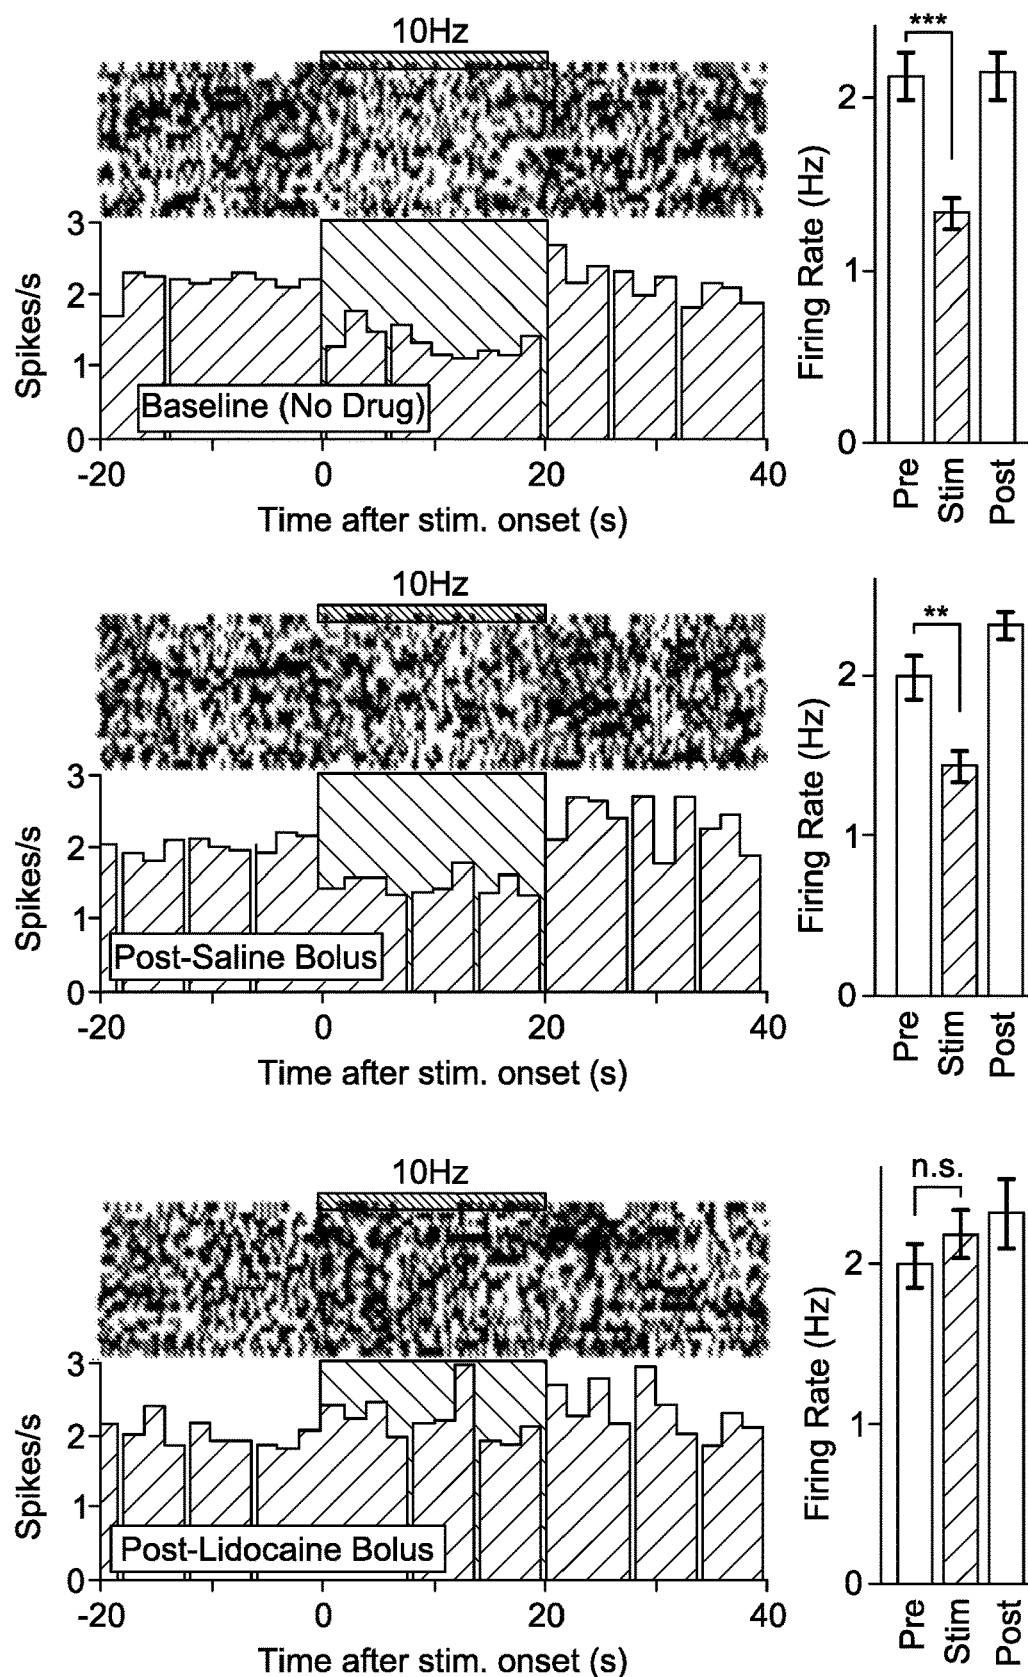 10Hz
***
3
2
1
0
Spikes/s
Baseline (No Drug)
-20 0 20 40
Time after stim. onset (s)
2
1
0
Firing Rate (Hz)
Pre
Stim
Post
10Hz
**
3
2
1
0
Spikes/s
Post-Saline Bolus
-20 0 20 40
Time after stim. onset (s)
2
1
0
Firing Rate (Hz)
Pre
Stim
Post
10Hz
n.s.
3
2
1
0
Spikes/s
Post-Lidocaine Bolus
-20 0 20 40
Time after stim. onset (s)
2
1
0
Firing Rate (Hz)
Pre
Stim
Post